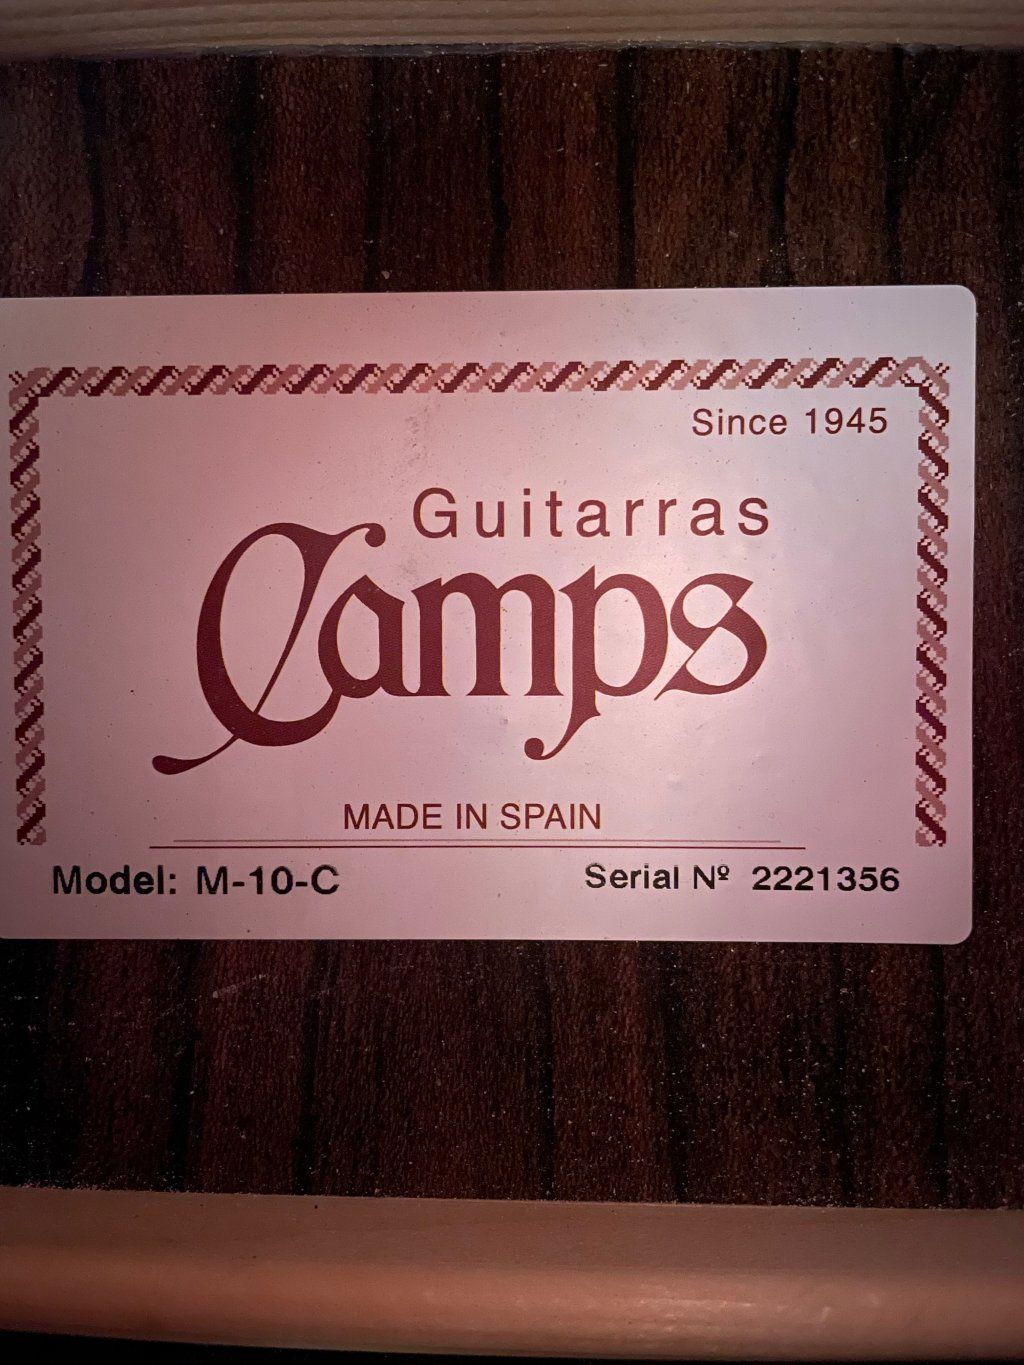 Since 1945
Guitarras
Camps
MADE IN SPAIN
Model: M-10-C Serial Nº 2221356